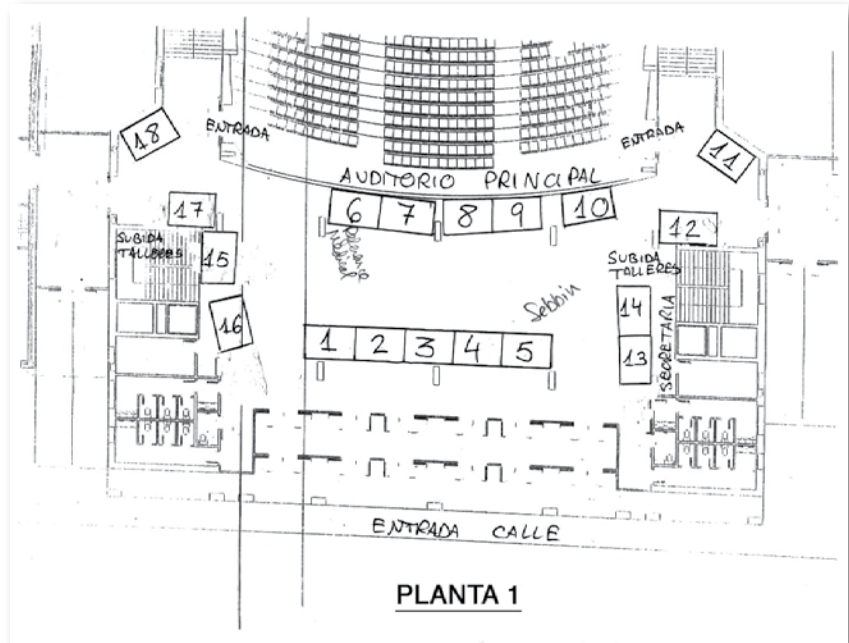 ENTRADA
ENTRADA
18
11
AUDITORIO PRINCIPAL
17
6
7
8
9
10
12
SUBIDA
TALLERES
15
SUBIDA
TALLERES
Sebbin
16
14
SECRETARIA
1
2
3
4
5
13
ENTRADA CALLE
PLANTA 1